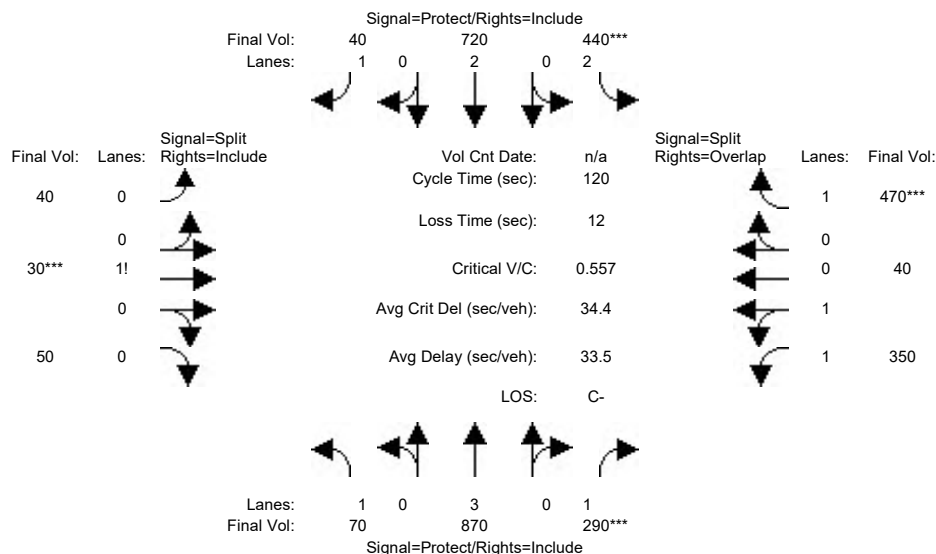 Signal=Protect/Rights=Include
Final Vol: 40 720 440***
Lanes: 1 0 2 0 2
Signal=Split
Final Vol: Lanes: Rights=Include
Vol Cnt Date: n/a
Signal=Split
Rights=Overlap Lanes: Final Vol:
Cycle Time (sec): 120
40 0
1 470***
Loss Time (sec): 12
0
0
30*** 1!
Critical V/C: 0.557
0 40
0
Avg Crit Del (sec/veh): 34.4
1
50 0
Avg Delay (sec/veh): 33.5
1 350
LOS: C-
Lanes: 1 0 3 0 1
Final Vol: 70 870 290***
Signal=Protect/Rights=Include